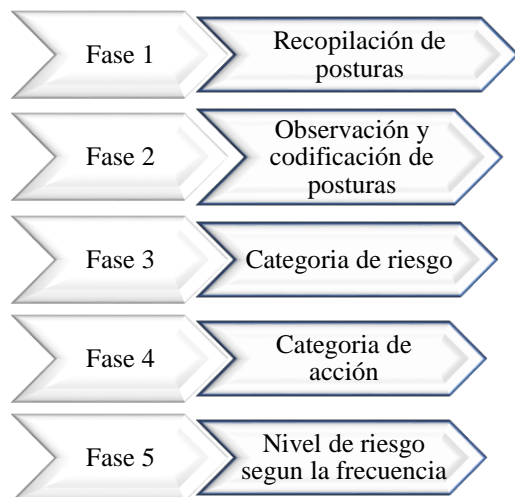 Fase 1
Recopilación de
posturas
Fase 2
Observación y
codificación de
posturas
Fase 3
Categoria de riesgo
Fase 4
Categoria de
acción
Fase 5
Nivel de riesgo
segun la frecuencia